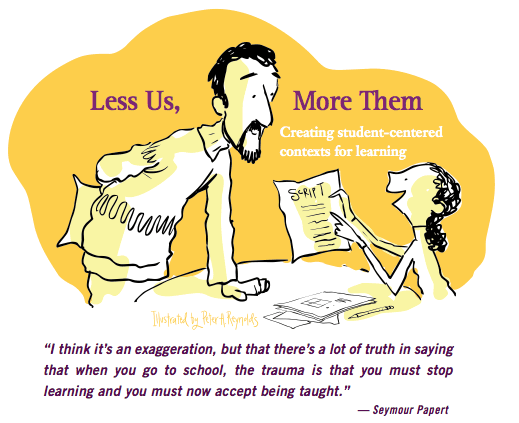 Less Us,
More Them
Creating student-centered
contexts for learning
SCRIPT
Illustrated by Peter H. Reynolds
“I think it’s an exaggeration, but that there’s a lot of truth in saying
that when you go to school, the trauma is that you must stop
learning and you must now accept being taught.”
— Seymour Papert